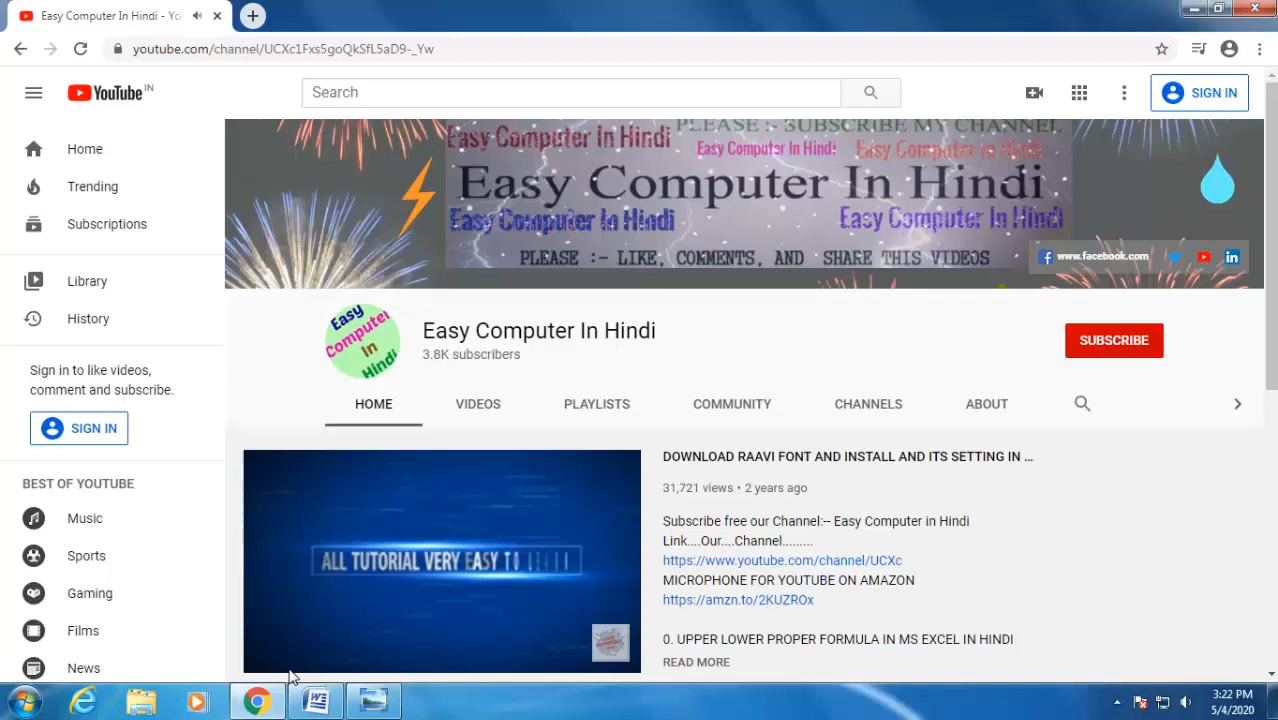 Easy Computer In Hindi - Yo
youtube.com/channel/UCXc1Fxs5goQkSfL5aD9-_Yw
YouTube IN
Search
SIGN IN
Home
Trending
Subscriptions
Library
History
Sign in to like videos,
comment and subscribe.
SIGN IN
BEST OF YOUTUBE
Music
Sports
Gaming
Films
News
PLEASE :- SUBSCRIBE MY CHANNEL
Easy Computer In Hindi
Easy Computer In Hindi:
Easy Computer in Hindi
Easy Computer In Hindi
Easy Computer In Hindi
Easy Computer In Hindi
PLEASE :- LIKE, COMMENTS, AND SHARE THIS VIDEOS
www.facebook.com
Easy
Computer
In
Hindi
Easy Computer In Hindi
3.8K subscribers
SUBSCRIBE
HOME
VIDEOS
PLAYLISTS
COMMUNITY
CHANNELS
ABOUT
ALL TUTORIAL VERY EASY TO
DOWNLOAD RAAVI FONT AND INSTALL AND ITS SETTING IN ...
31,721 views • 2 years ago
Subscribe free our Channel:-- Easy Computer in Hindi
Link....Our....Channel.........
https://www.youtube.com/channel/UCXc
MICROPHONE FOR YOUTUBE ON AMAZON
https://amzn.to/2KUZROx
0. UPPER LOWER PROPER FORMULA IN MS EXCEL IN HINDI
READ MORE
3:22 PM
5/4/2020